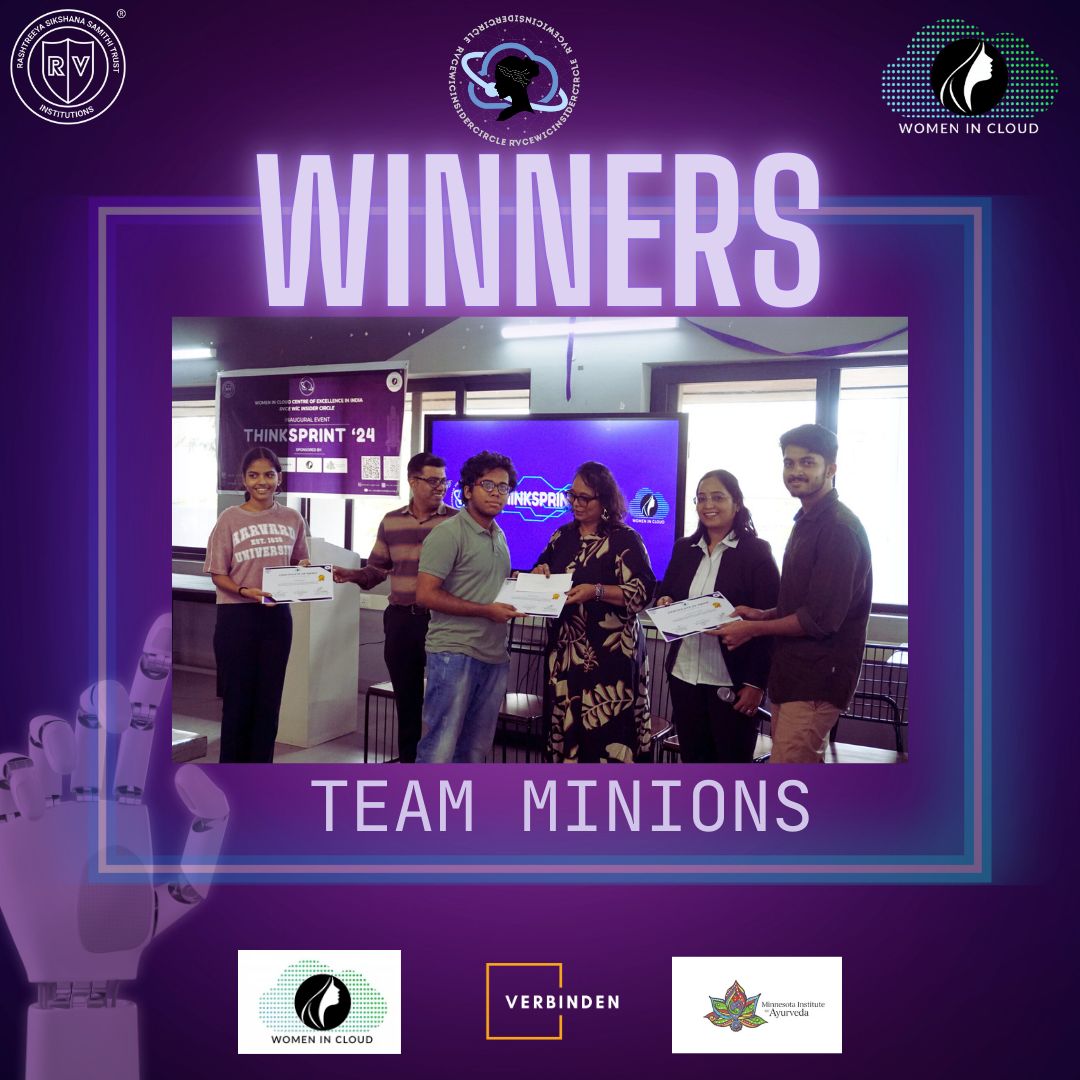 RASHTREEYA SIKSHANA SAMITHI TRUST
®
RV
INSTITUTIONS
RVCEWICINSIDERCIRCLE RVCEWICINSIDERCIRCLE
WOMEN IN CLOUD
WINNERS
WOMEN IN CLOUD CENTRE OF EXCELLENCE IN INDIA
RVCE WIC INSIDER CIRCLE
INAUGURAL EVENT
THINKSPRINT '24
SPONSORED BY
HARVARD
EST. 1636
UNIVERSITY
HINKSPRIN
WOMEN IN CLOUD
TEAM MINIONS
WOMEN IN CLOUD
VERBINDEN
Minnesota Institute
of Ayurveda